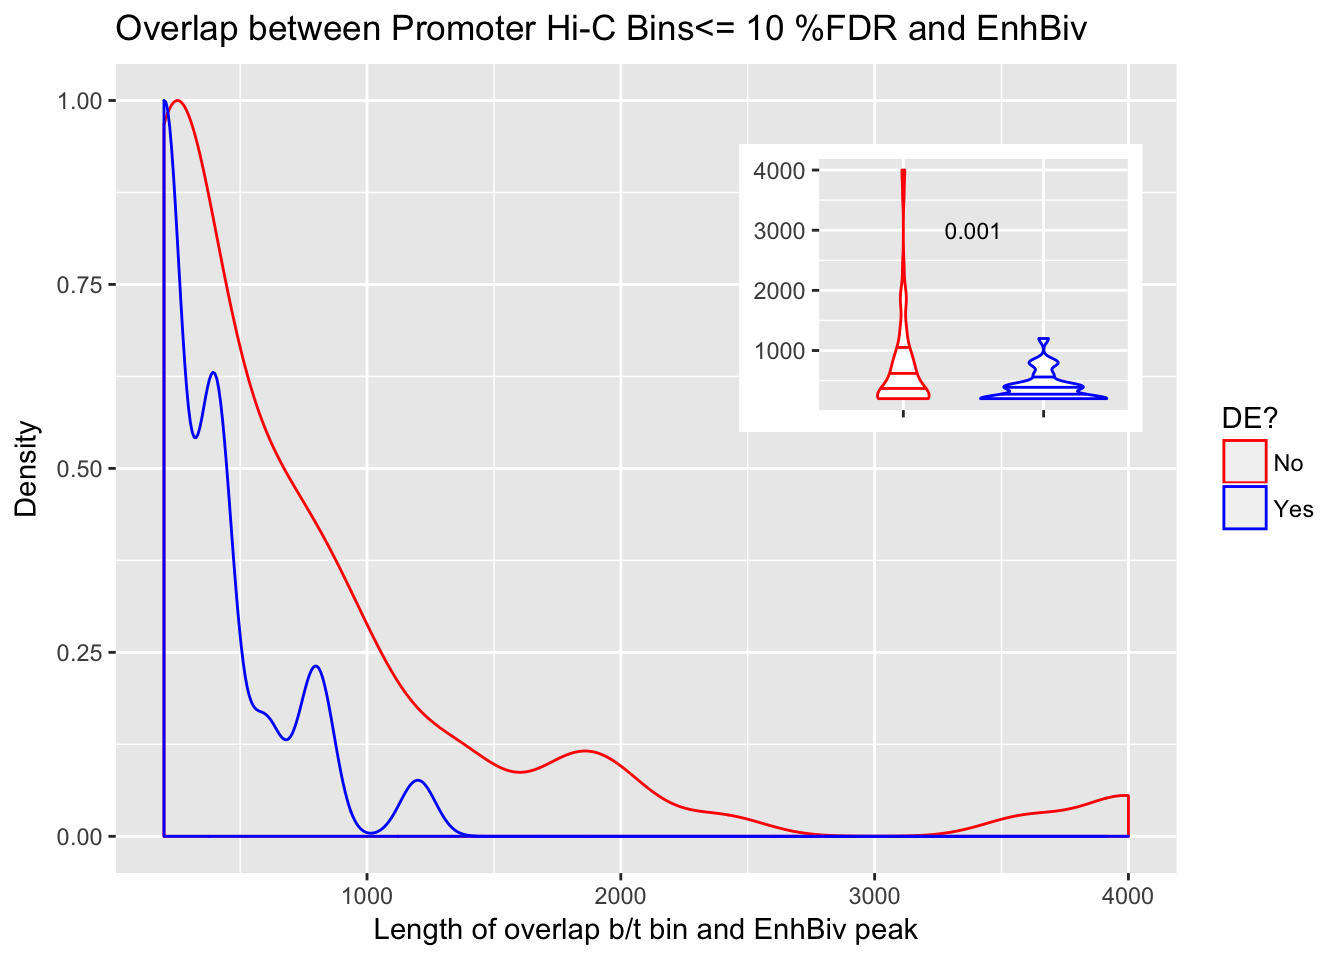 Overlap between Promoter Hi-C Bins<= 10 %FDR and EnhBiv
1.00
0.75
0.50
0.25
0.00
Density
1000
2000
3000
4000
Length of overlap b/t bin and EnhBiv peak
4000
3000
2000
1000
0.001
DE?
No
Yes